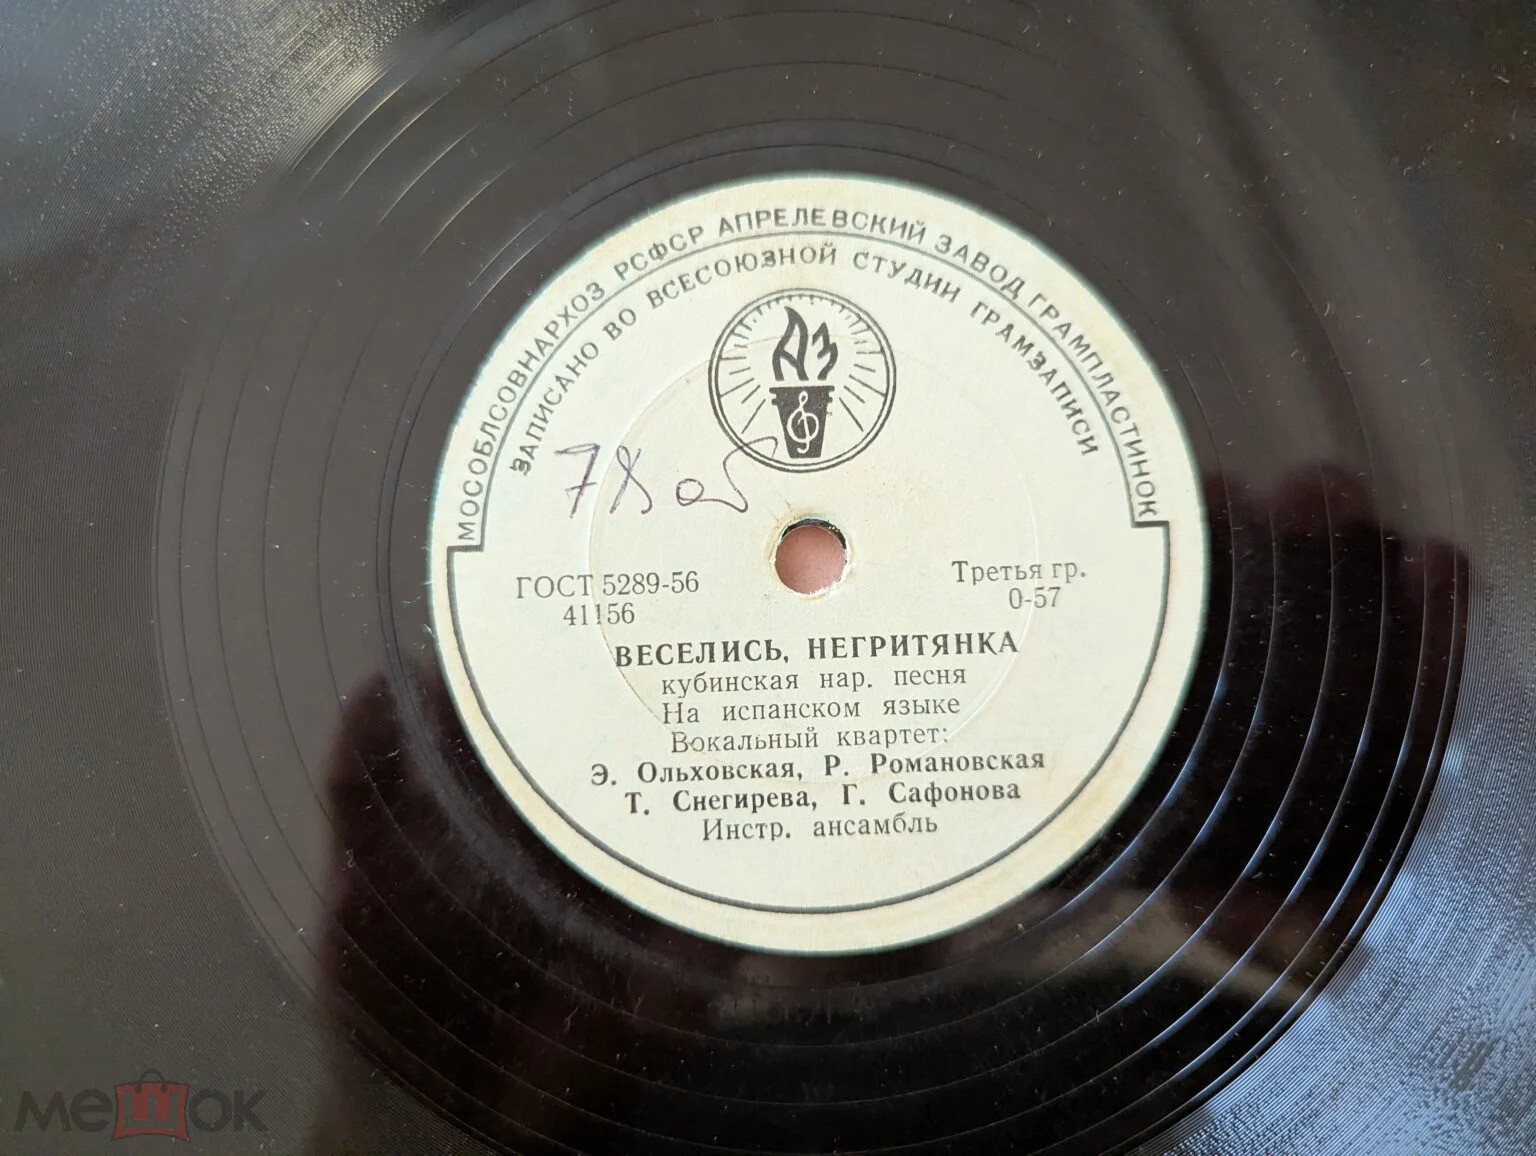 МОСОБЛСОВНАРХОЗ РСФСР АПРЕЛЕВСКИЙ ЗАВОД ГРАМПЛАСТИНОК
ЗАПИСАНО ВО ВСЕСОЮЗНОЙ СТУДИИ ГРАМЗАПИСИ
АЗ
ГОСТ 5289-56
41156
Третья гр.
0-57
ВЕСЕЛИСЬ, НЕГРИТЯНКА
кубинская нар. песня
На испанском языке
Вокальный квартет:
Э. Ольховская, Р. Романовская
Т. Снегирева, Г. Сафонова
Инстр. ансамбль
мешок